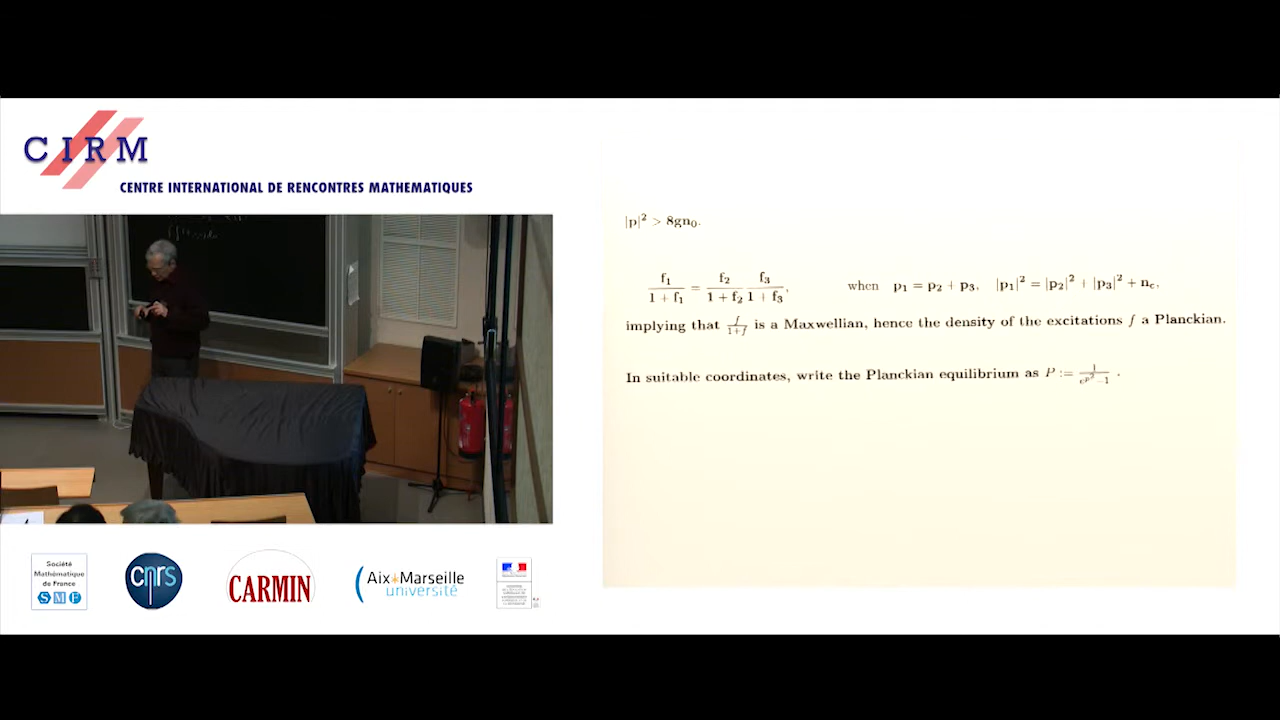 CIRM
CENTRE INTERNATIONAL DE RENCONTRES MATHEMATIQUES
|p|² > 8gn₀.
f₁/(1 + f₁) = f₂/(1 + f₂) f₃/(1 + f₃), when p₁ = p₂ + p₃, |p₁|² = |p₂|² + |p₃|² + n_c,
implying that f/(1+f) is a Maxwellian, hence the density of the excitations f a Planckian.
In suitable coordinates, write the Planckian equilibrium as P := 1/(e^{p²}−1) .
Société
Mathématique
de France
SMF
cnrs
CARMIN
Aix*Marseille
université